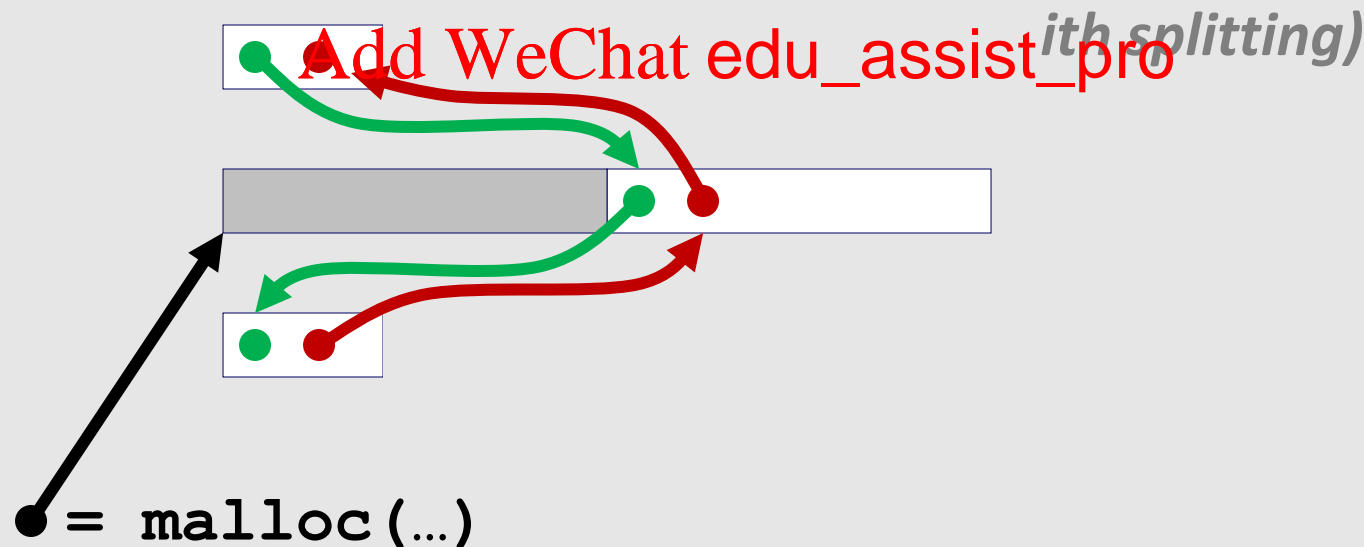 Add WeChat edu_assist_pro
ith splitting)
= malloc(…)